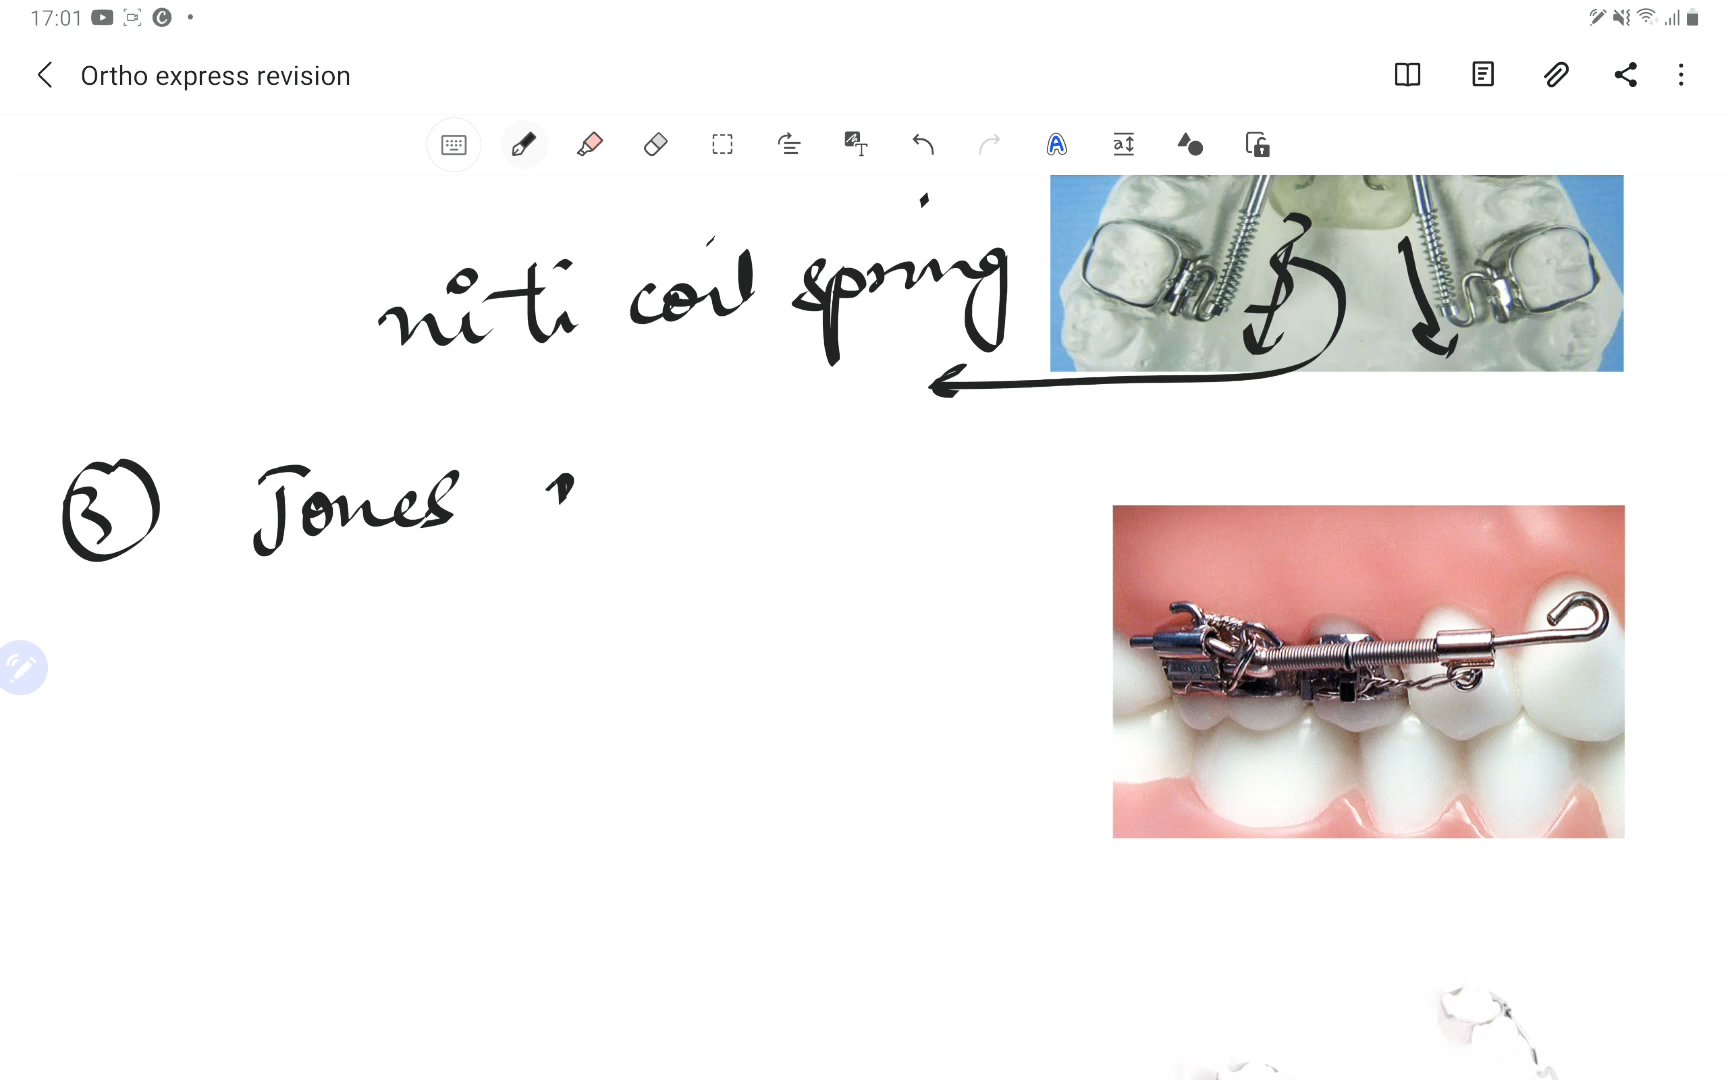 17:01
Ortho express revision
niti coil spring
3 Jones